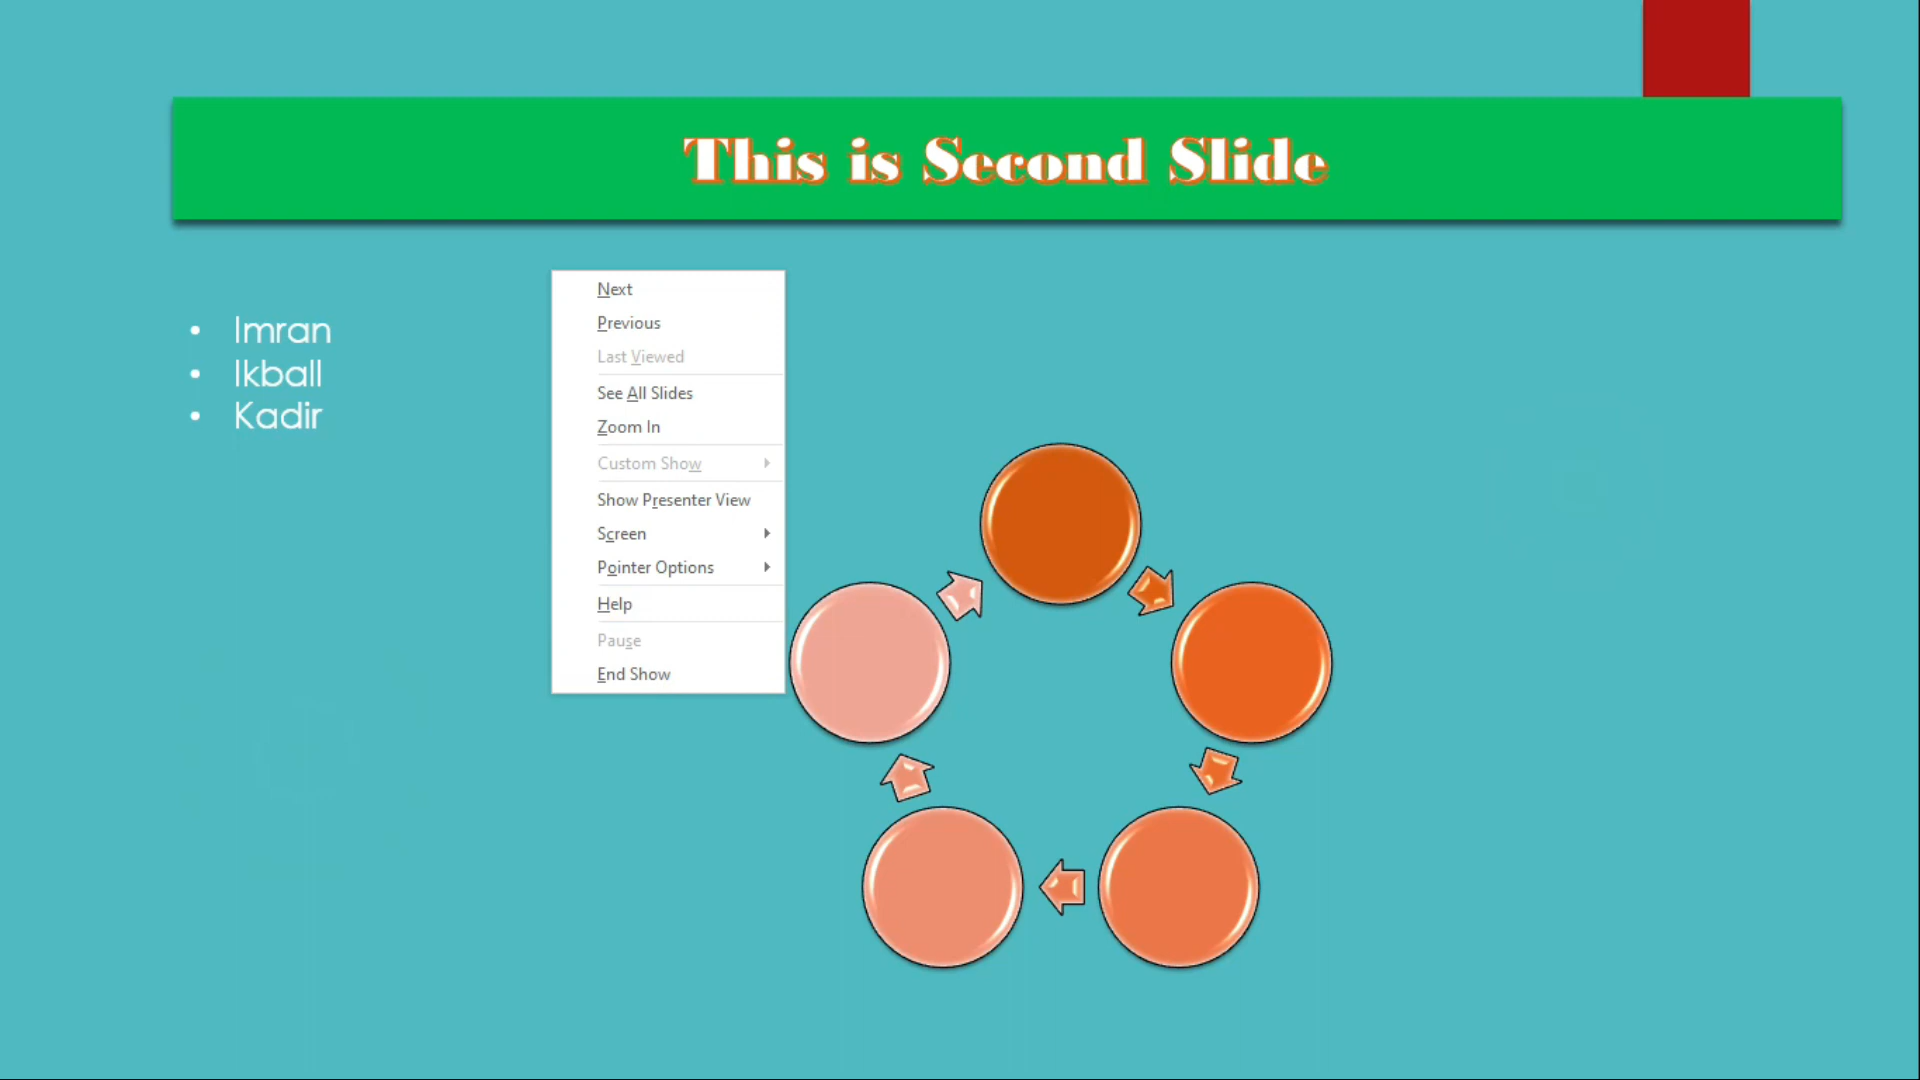 This is Second Slide
• Imran
• Ikball
• Kadir
Next
Previous
Last Viewed
See All Slides
Zoom In
Custom Show
Show Presenter View
Screen
Pointer Options
Help
Pause
End Show